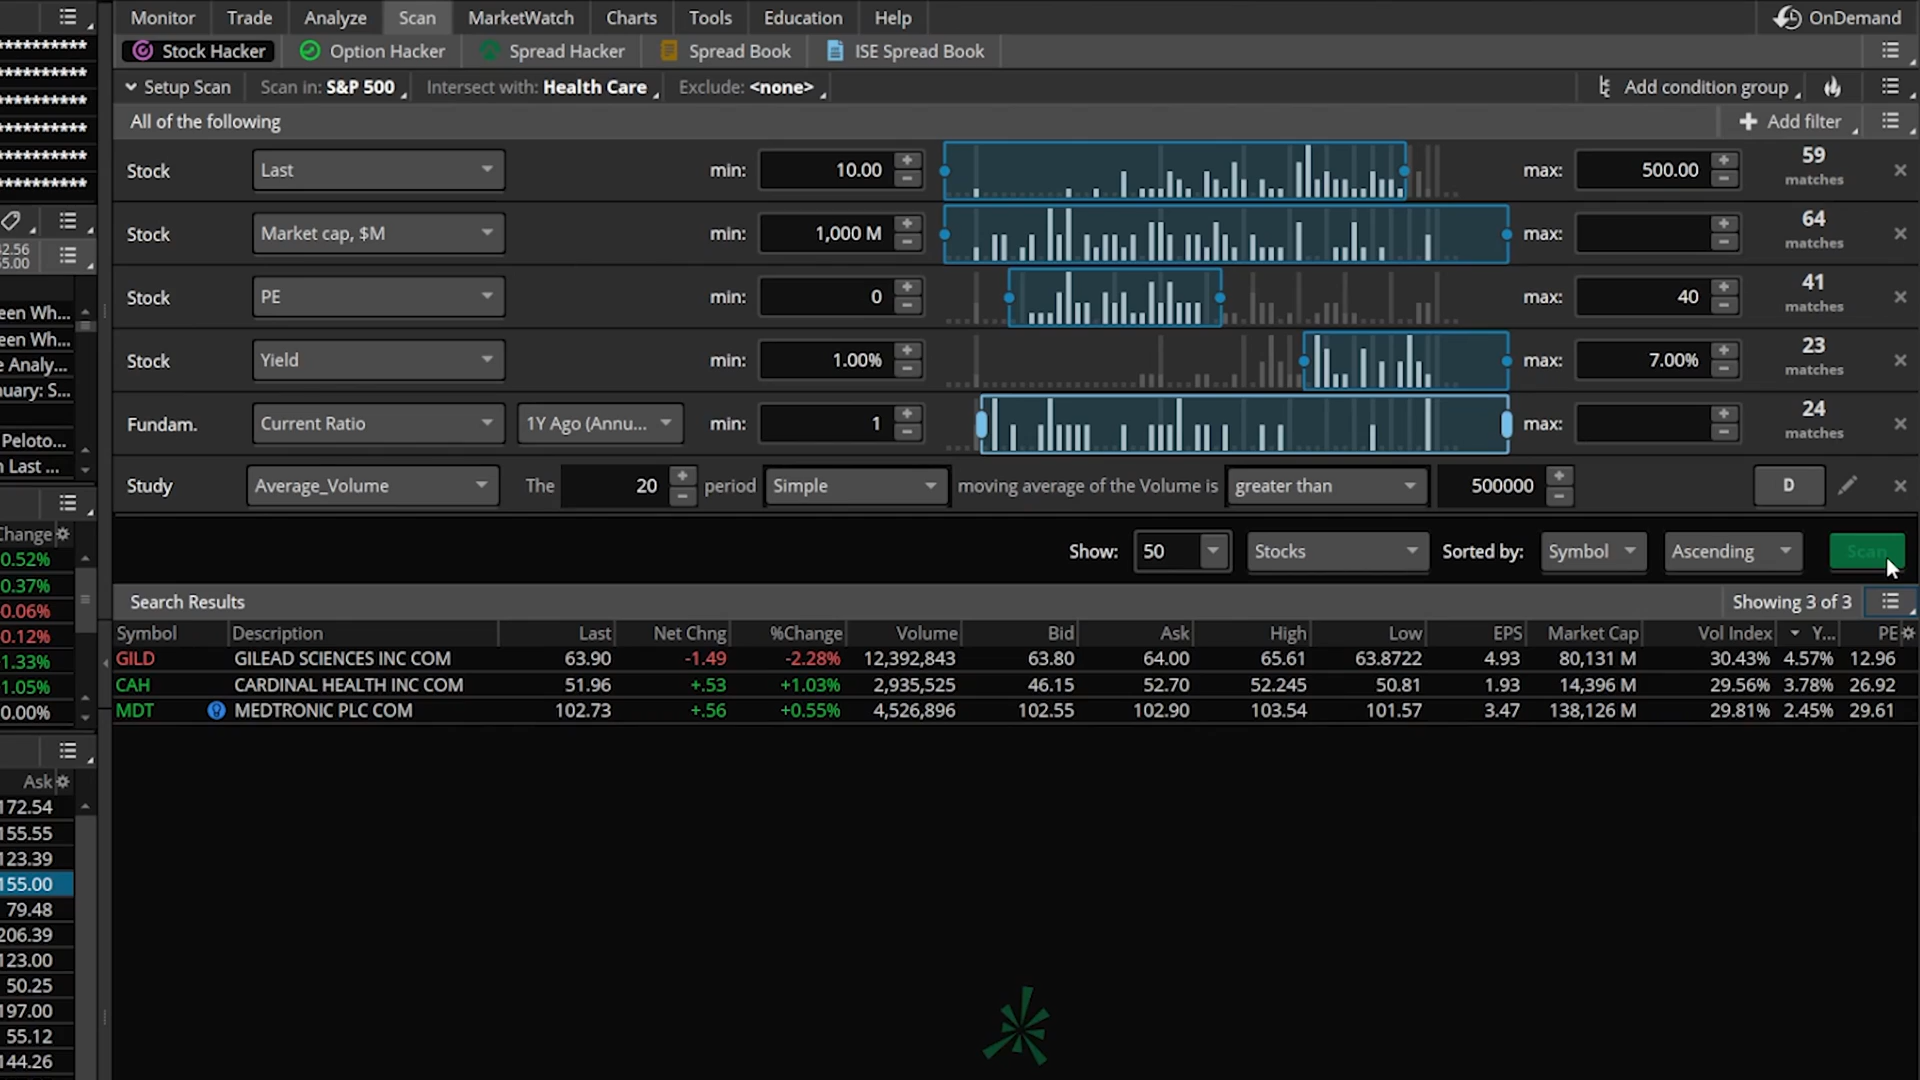 Monitor Trade Analyze Scan MarketWatch Charts Tools Education Help OnDemand
Stock Hacker Option Hacker Spread Hacker Spread Book ISE Spread Book
Setup Scan Scan in: S&P 500 Intersect with: Health Care Exclude: <none> Add condition group
All of the following Add filter
Stock Last min: 10.00 max: 500.00 59 matches
Stock Market cap, $M min: 1,000 M max: 64 matches
Stock PE min: 0 max: 40 41 matches
Stock Yield min: 1.00% max: 7.00% 23 matches
Fundam. Current Ratio 1Y Ago (Annu... min: 1 max: 24 matches
Study Average_Volume The 20 period Simple moving average of the Volume is greater than 500000 D
Show: 50 Stocks Sorted by: Symbol Ascending Scan
Search Results Showing 3 of 3
Symbol Description Last Net Chng %Change Volume Bid Ask High Low EPS Market Cap Vol Index Y... PE
GILD GILEAD SCIENCES INC COM 63.90 -1.49 -2.28% 12,392,843 63.80 64.00 65.61 63.8722 4.93 80,131 M 30.43% 4.57% 12.96
CAH CARDINAL HEALTH INC COM 51.96 +.53 +1.03% 2,935,525 46.15 52.70 52.245 50.81 1.93 14,396 M 29.56% 3.78% 26.92
MDT MEDTRONIC PLC COM 102.73 +.56 +0.55% 4,526,896 102.55 102.90 103.54 101.57 3.47 138,126 M 29.81% 2.45% 29.61
***********
***********
***********
***********
***********
***********
42.56
55.00
een Wh...
een Wh...
e Analy...
nuary: S...
Peloto...
n Last ...
Change
0.52%
0.37%
0.06%
0.12%
1.33%
1.05%
0.00%
Ask
172.54
155.55
123.39
155.00
79.48
206.39
123.00
50.25
197.00
55.12
144.26